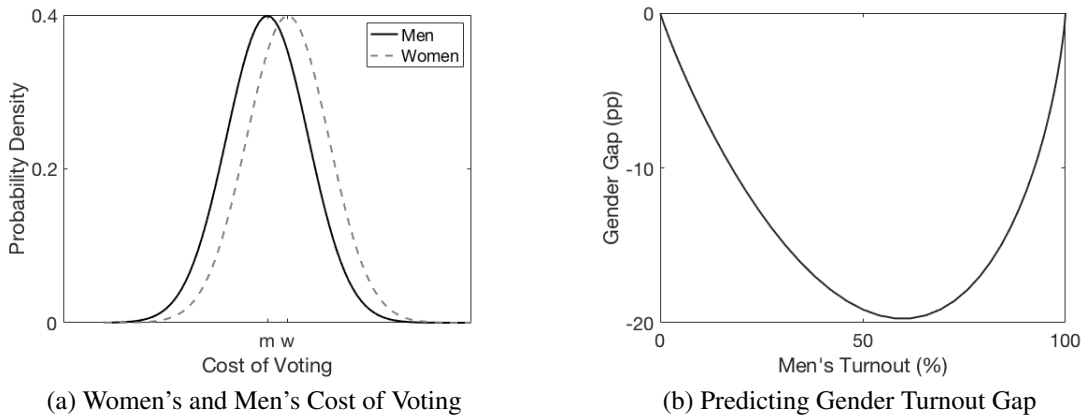 0.4
Men
Women
0.2
Probability Density
0
m w
Cost of Voting
(a) Women's and Men's Cost of Voting
0
-10
Gender Gap (pp)
-20
50
100
Men's Turnout (%)
(b) Predicting Gender Turnout Gap
0